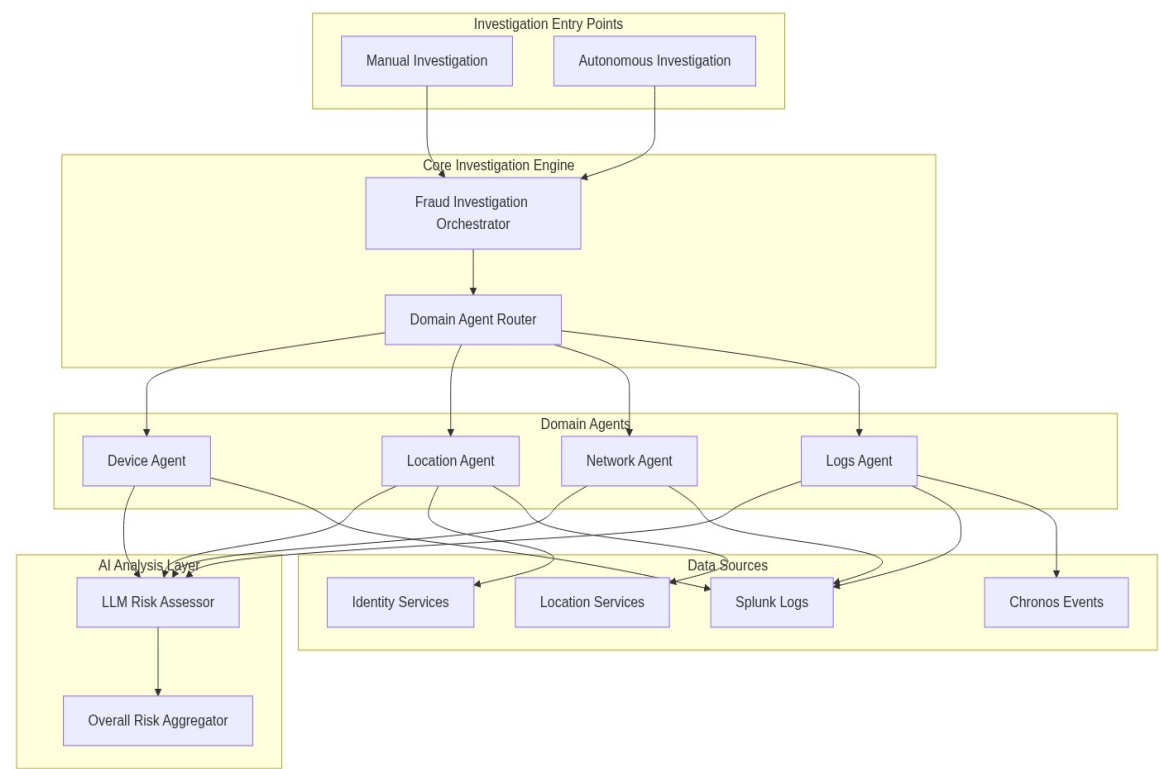 Investigation Entry Points
Manual Investigation
Autonomous Investigation
Core Investigation Engine
Fraud Investigation
Orchestrator
Domain Agent Router
Domain Agents
Device Agent
Location Agent
Network Agent
Logs Agent
AI Analysis Layer
Data Sources
LLM Risk Assessor
Identity Services
Location Services
Splunk Logs
Chronos Events
Overall Risk Aggregator